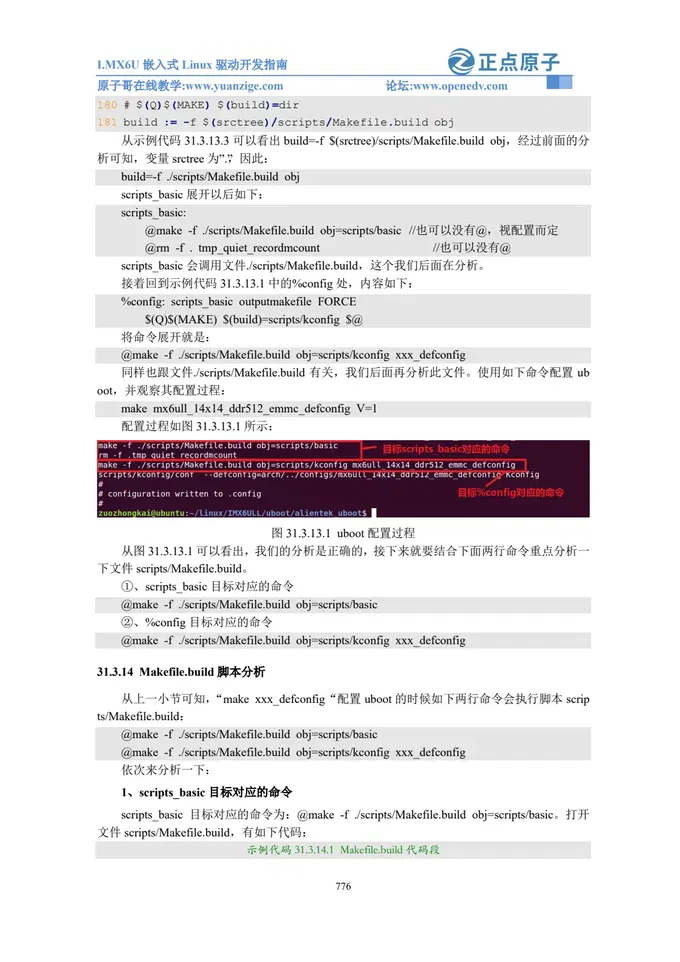 I.MX6U 嵌入式 Linux 驱动开发指南
正点原子
原子哥在线教学:www.yuanzige.com
论坛:www.openedv.com
180 # $(Q)$(MAKE) $(build)=dir
181 build := -f $(srctree)/scripts/Makefile.build obj
从示例代码 31.3.13.3 可以看出 build=-f $(srctree)/scripts/Makefile.build obj，经过前面的分
析可知，变量 srctree 为”.” 因此：
build=-f ./scripts/Makefile.build obj
scripts_basic 展开以后如下：
scripts_basic:
@make -f ./scripts/Makefile.build obj=scripts/basic //也可以没有@，视配置而定
@rm -f . tmp_quiet_recordmcount //也可以没有@
scripts_basic 会调用文件./scripts/Makefile.build，这个我们后面在分析。
接着回到示例代码 31.3.13.1 中的%config 处，内容如下：
%config: scripts_basic outputmakefile FORCE
$(Q)$(MAKE) $(build)=scripts/kconfig $@
将命令展开就是：
@make -f ./scripts/Makefile.build obj=scripts/kconfig xxx_defconfig
同样也跟文件./scripts/Makefile.build 有关，我们后面再分析此文件。使用如下命令配置 ub
oot，并观察其配置过程：
make mx6ull_14x14_ddr512_emmc_defconfig V=1
配置过程如图 31.3.13.1 所示：
make -f ./scripts/Makefile.build obj=scripts/basic
rm -f .tmp_quiet_recordmcount
目标scripts_basic对应的命令
make -f ./scripts/Makefile.build obj=scripts/kconfig mx6ull_14x14_ddr512_emmc_defconfig
scripts/kconfig/conf --defconfig=arch/../configs/mx6ull_14x14_ddr512_emmc_defconfig Kconfig
#
# configuration written to .config
目标%config对应的命令
#
zuozhongkai@ubuntu:~/linux/IMX6ULL/uboot/alientek_uboot$
图 31.3.13.1 uboot 配置过程
从图 31.3.13.1 可以看出，我们的分析是正确的，接下来就要结合下面两行命令重点分析一
下文件 scripts/Makefile.build。
①、scripts_basic 目标对应的命令
@make -f ./scripts/Makefile.build obj=scripts/basic
②、%config 目标对应的命令
@make -f ./scripts/Makefile.build obj=scripts/kconfig xxx_defconfig
31.3.14 Makefile.build 脚本分析
从上一小节可知，“make xxx_defconfig“配置 uboot 的时候如下两行命令会执行脚本 scrip
ts/Makefile.build：
@make -f ./scripts/Makefile.build obj=scripts/basic
@make -f ./scripts/Makefile.build obj=scripts/kconfig xxx_defconfig
依次来分析一下：
1、scripts_basic 目标对应的命令
scripts_basic 目标对应的命令为：@make -f ./scripts/Makefile.build obj=scripts/basic。打开
文件 scripts/Makefile.build，有如下代码：
示例代码 31.3.14.1 Makefile.build 代码段
776